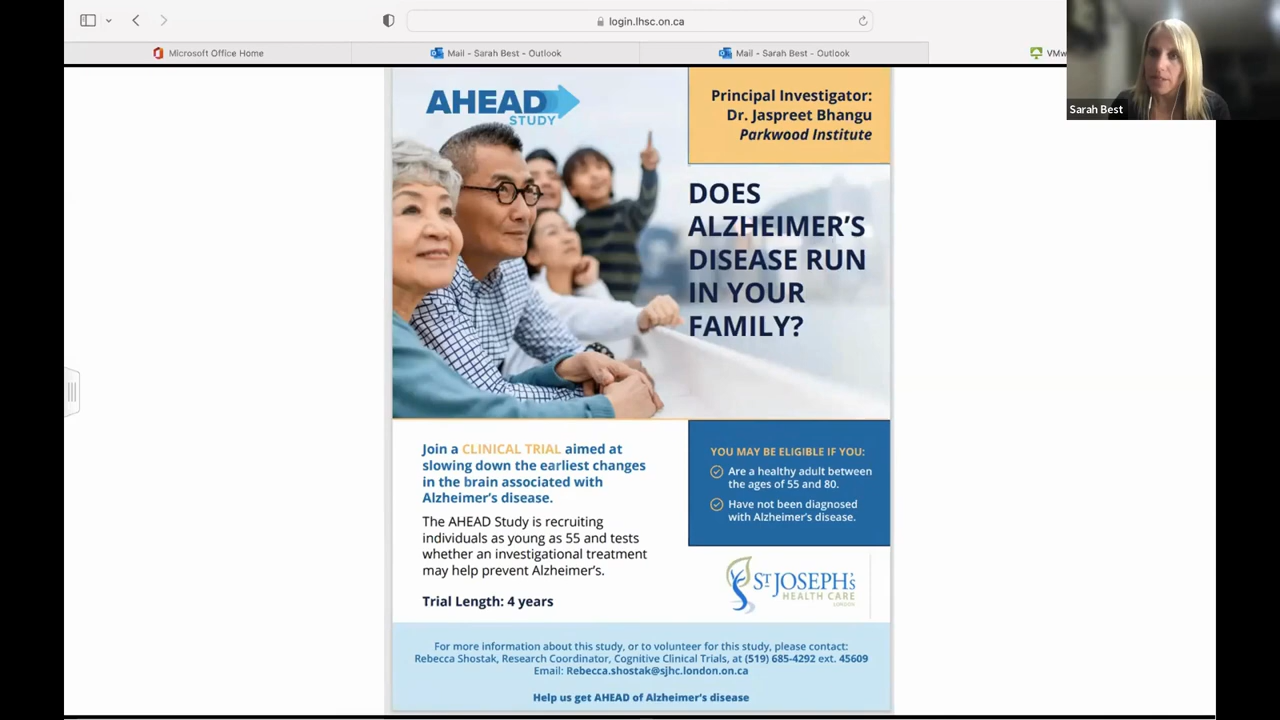 login.lhsc.on.ca
Microsoft Office Home
Mail - Sarah Best - Outlook
Mail - Sarah Best - Outlook
Sarah Best
AHEAD
STUDY
Principal Investigator:
Dr. Jaspreet Bhangu
Parkwood Institute
DOES
ALZHEIMER'S
DISEASE RUN
IN YOUR
FAMILY?
Join a CLINICAL TRIAL aimed at
slowing down the earliest changes
in the brain associated with
Alzheimer's disease.
The AHEAD Study is recruiting
individuals as young as 55 and tests
whether an investigational treatment
may help prevent Alzheimer's.
Trial Length: 4 years
YOU MAY BE ELIGIBLE IF YOU:
Are a healthy adult between
the ages of 55 and 80.
Have not been diagnosed
with Alzheimer's disease.
ST JOSEPH'S
HEALTH CARE
LONDON
For more information about this study, or to volunteer for this study, please contact:
Rebecca Shostak, Research Coordinator, Cognitive Clinical Trials, at (519) 685-4292 ext. 45609
Email: Rebecca.shostak@sjhc.london.on.ca
Help us get AHEAD of Alzheimer's disease